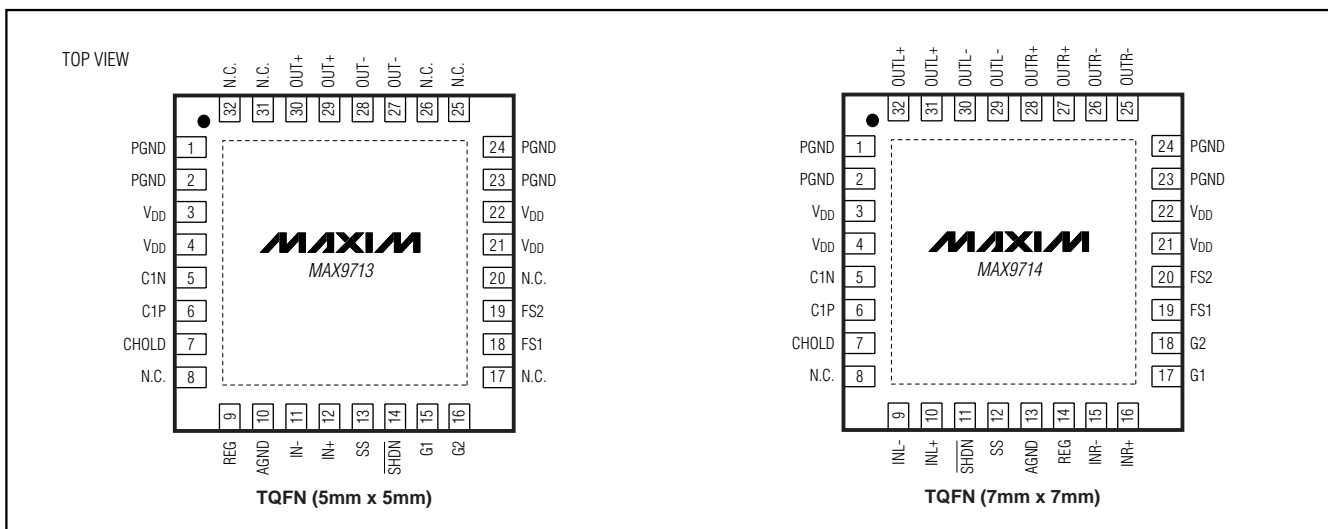 TOP VIEW
N.C. N.C. OUT+ OUT+ OUT- OUT- N.C. N.C.
32 31 30 29 28 27 26 25
PGND 1 24 PGND
PGND 2 23 PGND
VDD 3 22 VDD
VDD 4 21 VDD
C1N 5 20 N.C.
C1P 6 19 FS2
CHOLD 7 18 FS1
N.C. 8 17 N.C.
MAXIM
MAX9713
9 10 11 12 13 14 15 16
REG AGND IN- IN+ SS SHDN G1 G2
TQFN (5mm x 5mm)
OUTL+ OUTL+ OUTL- OUTL- OUTR+ OUTR+ OUTR- OUTR-
32 31 30 29 28 27 26 25
PGND 1 24 PGND
PGND 2 23 PGND
VDD 3 22 VDD
VDD 4 21 VDD
C1N 5 20 FS2
C1P 6 19 FS1
CHOLD 7 18 G2
N.C. 8 17 G1
MAXIM
MAX9714
9 10 11 12 13 14 15 16
INL- INL+ SHDN SS AGND REG INR- INR+
TQFN (7mm x 7mm)